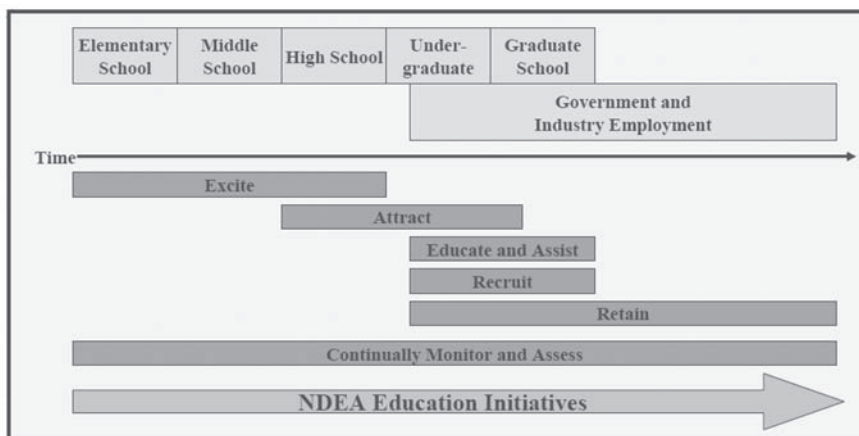 Elementary
School
Middle
School
High School
Under-
graduate
Graduate
School
Government and
Industry Employment
Time
Excite
Attract
Educate and Assist
Recruit
Retain
Continually Monitor and Assess
NDEA Education Initiatives